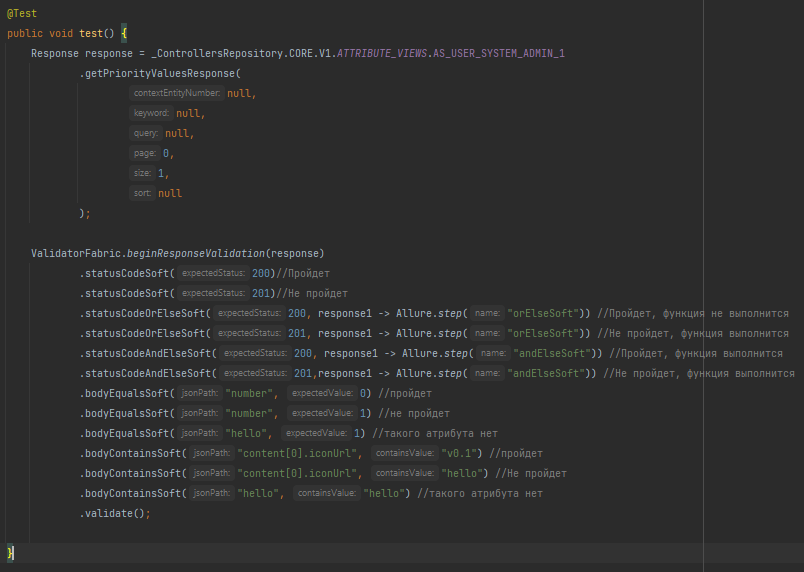 @Test
public void test() {
Response response = _ControllersRepository.CORE.V1.ATTRIBUTE_VIEWS.AS_USER_SYSTEM_ADMIN_1
.getPriorityValuesResponse(
contextEntityNumber: null,
keyword: null,
query: null,
page: 0,
size: 1,
sort: null
);
ValidatorFabric.beginResponseValidation(response)
.statusCodeSoft( expectedStatus: 200)//Пройдет
.statusCodeSoft( expectedStatus: 201)//Не пройдет
.statusCodeOrElseSoft( expectedStatus: 200, response1 -> Allure.step( name: "orElseSoft")) //Пройдет, функция не выполнится
.statusCodeOrElseSoft( expectedStatus: 201, response1 -> Allure.step( name: "orElseSoft")) //Не пройдет, функция выполнится
.statusCodeAndElseSoft( expectedStatus: 200, response1 -> Allure.step( name: "andElseSoft")) //Пройдет, функция выполнится
.statusCodeAndElseSoft( expectedStatus: 201,response1 -> Allure.step( name: "andElseSoft")) //Не пройдет, функция выполнится
.bodyEqualsSoft( jsonPath: "number", expectedValue: 0) //пройдет
.bodyEqualsSoft( jsonPath: "number", expectedValue: 1) //не пройдет
.bodyEqualsSoft( jsonPath: "hello", expectedValue: 1) //такого атрибута нет
.bodyContainsSoft( jsonPath: "content[0].iconUrl", containsValue: "v0.1") //пройдет
.bodyContainsSoft( jsonPath: "content[0].iconUrl", containsValue: "hello") //Не пройдет
.bodyContainsSoft( jsonPath: "hello", containsValue: "hello") //такого атрибута нет
.validate();
}